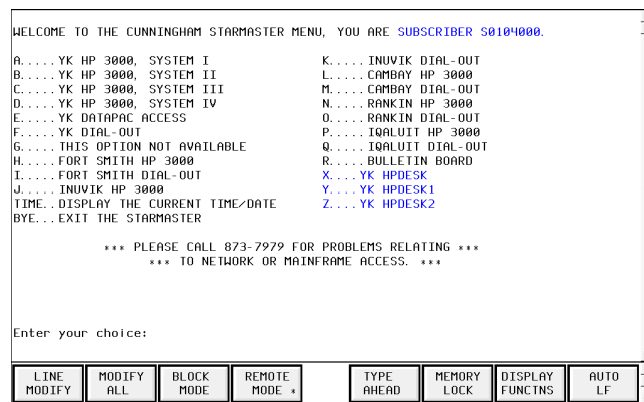 WELCOME TO THE CUNNINGHAM STARMASTER MENU, YOU ARE SUBSCRIBER S0104000.
A.....YK HP 3000, SYSTEM I
B.....YK HP 3000, SYSTEM II
C.....YK HP 3000, SYSTEM III
D.....YK HP 3000, SYSTEM IV
E.....YK DATAPAC ACCESS
F.....YK DIAL-OUT
G.....THIS OPTION NOT AVAILABLE
H.....FORT SMITH HP 3000
I.....FORT SMITH DIAL-OUT
J.....INUVIK HP 3000
TIME..DISPLAY THE CURRENT TIME/DATE
BYE...EXIT THE STARMASTER
K.....INUVIK DIAL-OUT
L.....CAMBAY HP 3000
M.....CAMBAY DIAL-OUT
N.....RANKIN HP 3000
O.....RANKIN DIAL-OUT
P.....IQALUIT HP 3000
Q.....IQALUIT DIAL-OUT
R.....BULLETIN BOARD
X....YK HPDESK
Y....YK HPDESK1
Z....YK HPDESK2
*** PLEASE CALL 873-7979 FOR PROBLEMS RELATING ***
*** TO NETWORK OR MAINFRAME ACCESS. ***
Enter your choice:
LINE MODIFY
MODIFY ALL
BLOCK MODE
REMOTE MODE *
TYPE AHEAD
MEMORY LOCK
DISPLAY FUNCTNS
AUTO LF